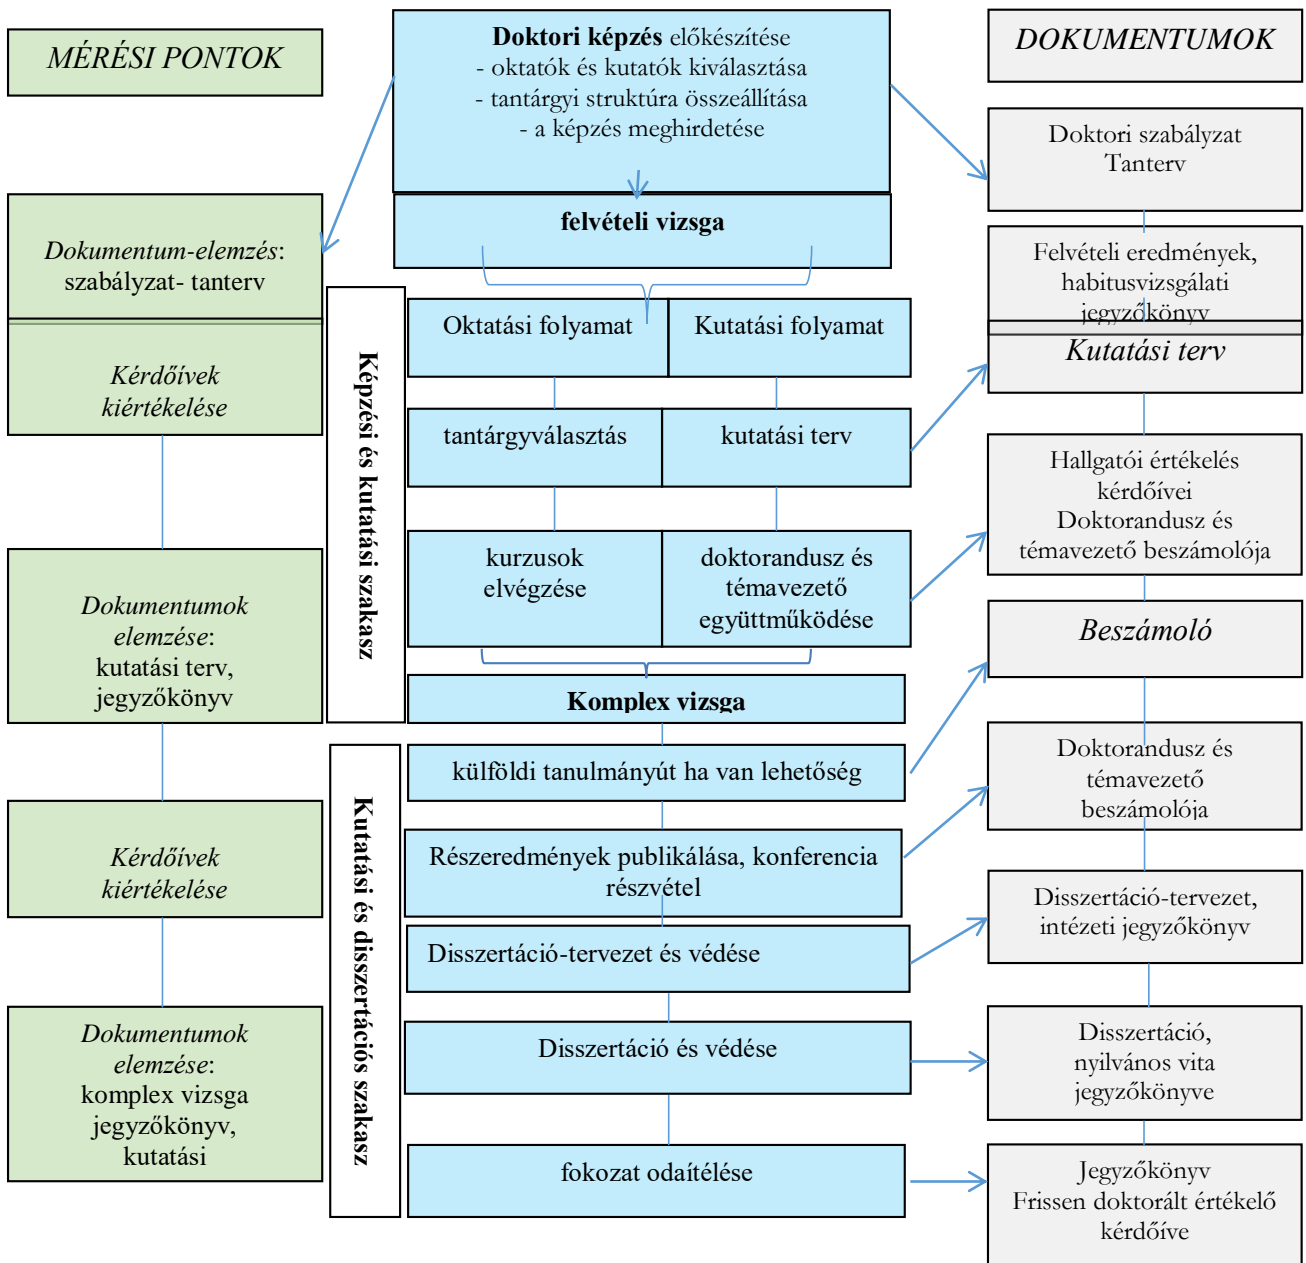 MÉRÉSI PONTOK
Dokumentum-elemzés:
szabályzat- tanterv
Kérdőívek
kiértékelése
Dokumentumok
elemzése:
kutatási terv,
jegyzőkönyv
Kérdőívek
kiértékelése
Dokumentumok
elemzése:
komplex vizsga
jegyzőkönyv,
kutatási
Képzési és kutatási szakasz
Kutatási és disszertációs szakasz
Doktori képzés előkészítése
- oktatók és kutatók kiválasztása
- tantárgyi struktúra összeállítása
- a képzés meghirdetése
felvételi vizsga
Oktatási folyamat
Kutatási folyamat
tantárgyválasztás
kutatási terv
kurzusok
elvégzése
doktorandusz és
témavezető
együttműködése
Komplex vizsga
külföldi tanulmányút ha van lehetőség
Részeredmények publikálása, konferencia
részvétel
Disszertáció-tervezet és védése
Disszertáció és védése
fokozat odaítélése
DOKUMENTUMOK
Doktori szabályzat
Tanterv
Felvételi eredmények,
habitusvizsgálati
jegyzőkönyv
Kutatási terv
Hallgatói értékelés
kérdőívei
Doktorandusz és
témavezető beszámolója
Beszámoló
Doktorandusz és
témavezető
beszámolója
Disszertáció-tervezet,
intézeti jegyzőkönyv
Disszertáció,
nyilvános vita
jegyzőkönyve
Jegyzőkönyv
Frissen doktorált értékelő
kérdőíve